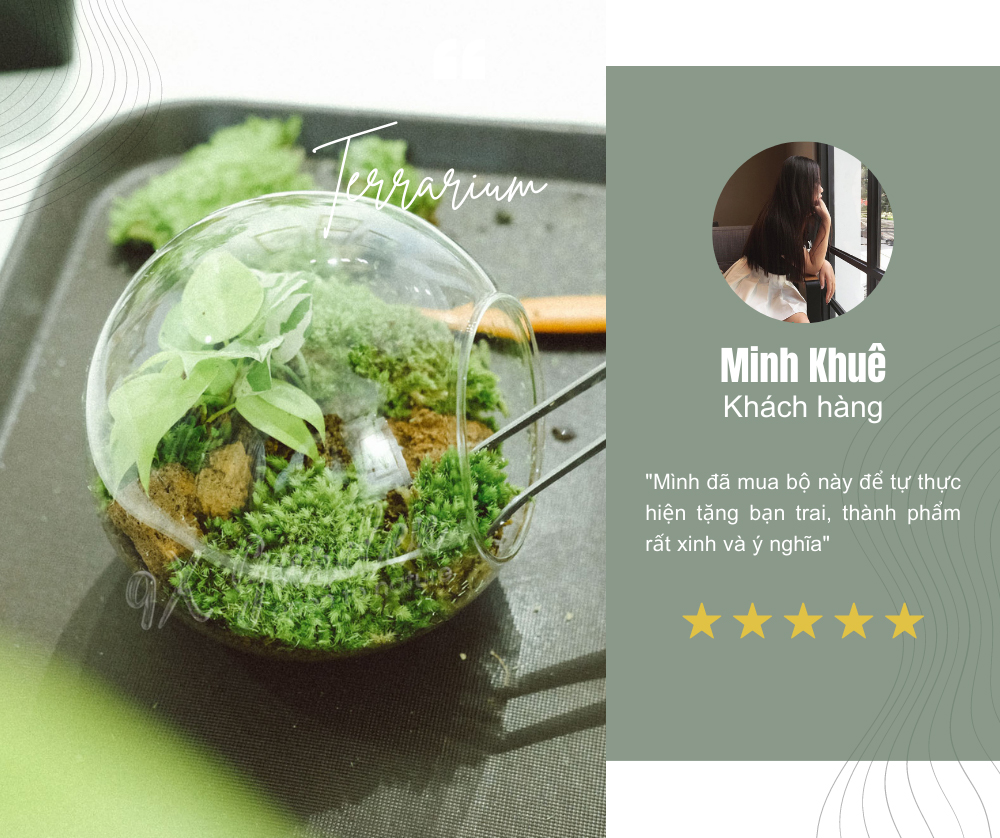 Terrarium
Minh Khuê
Khách hàng
"Mình đã mua bộ này để tự thực
hiện tặng bạn trai, thành phẩm
rất xinh và ý nghĩa"